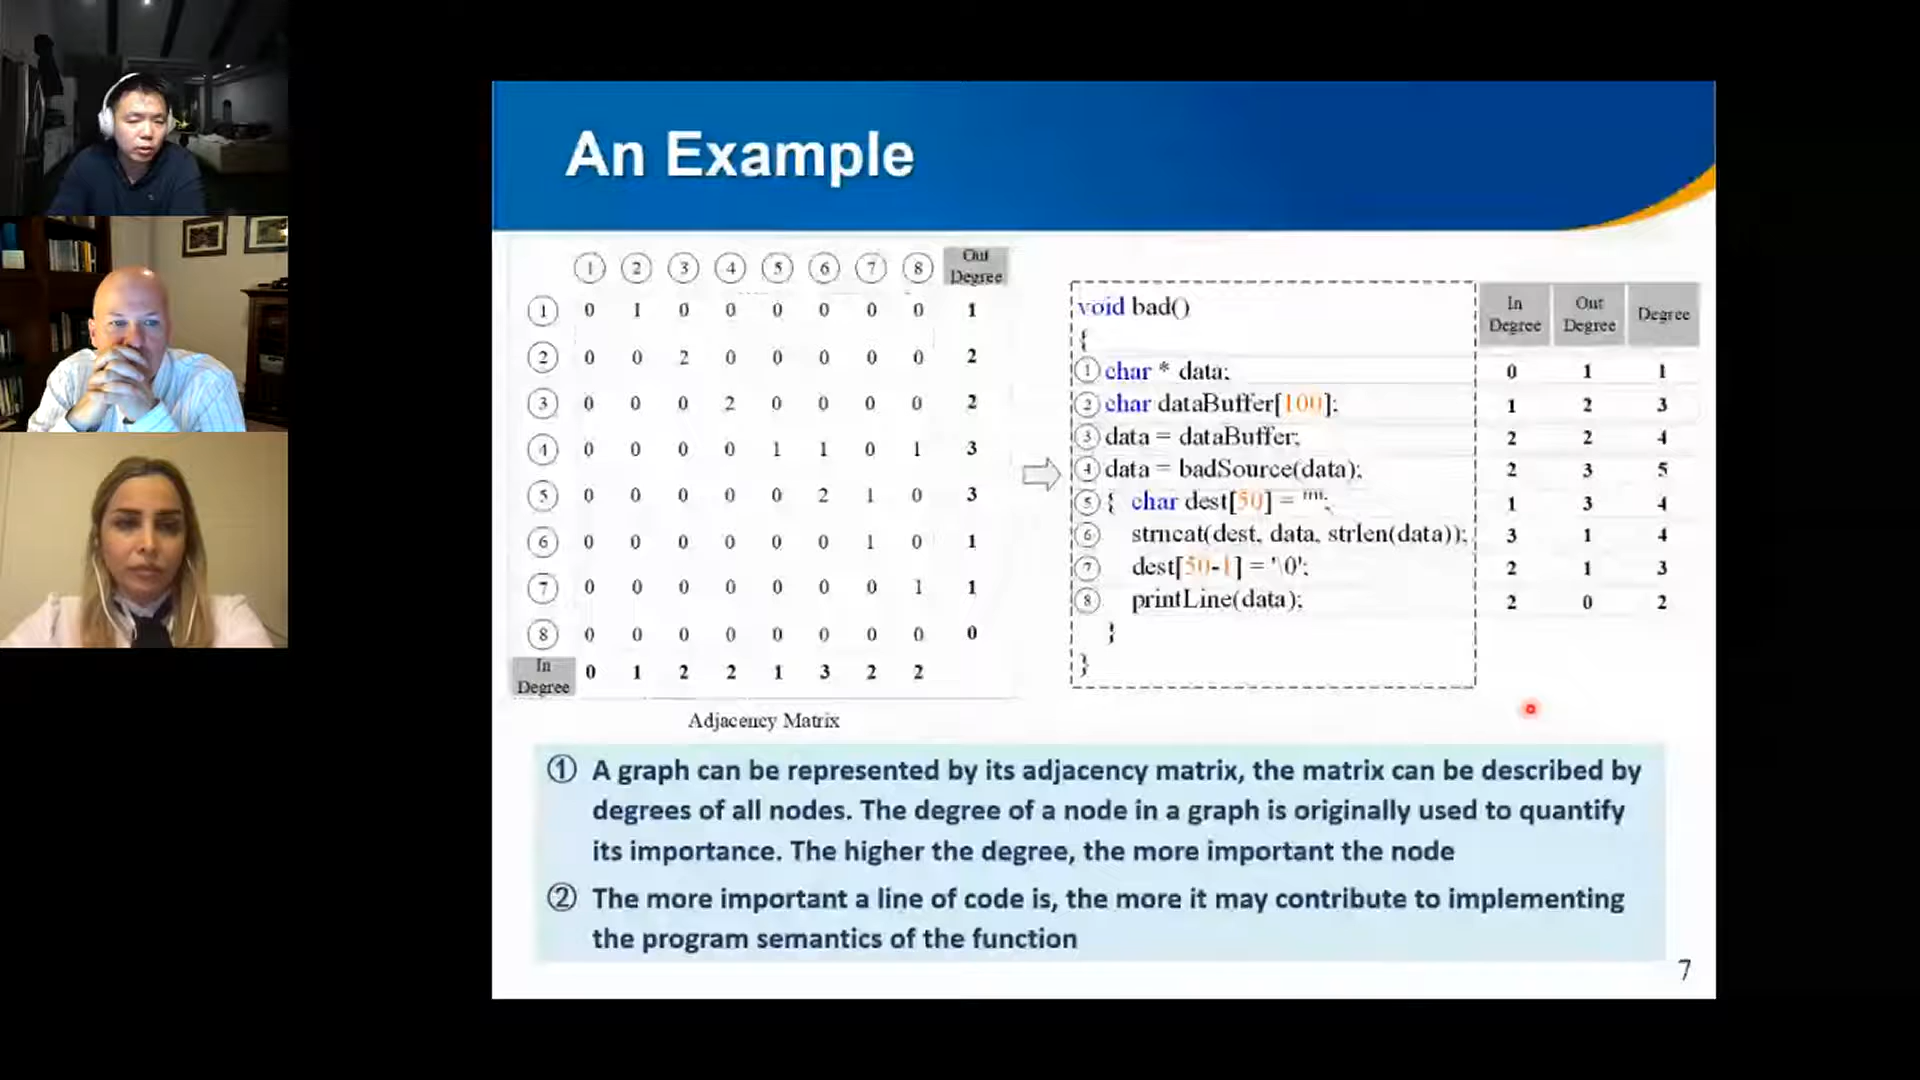 An Example
① ② ③ ④ ⑤ ⑥ ⑦ ⑧ Out Degree
① 0 1 0 0 0 0 0 0 1
② 0 0 2 0 0 0 0 0 2
③ 0 0 0 2 0 0 0 0 2
④ 0 0 0 0 1 1 0 1 3
⑤ 0 0 0 0 0 2 1 0 3
⑥ 0 0 0 0 0 0 1 0 1
⑦ 0 0 0 0 0 0 0 1 1
⑧ 0 0 0 0 0 0 0 0 0
In Degree 0 1 2 2 1 3 2 2
Adjacency Matrix
In Degree Out Degree Degree
void bad()
{
① char * data; 0 1 1
② char dataBuffer[100]; 1 2 3
③ data = dataBuffer; 2 2 4
④ data = badSource(data); 2 3 5
⑤ { char dest[50] = ""; 1 3 4
⑥ strncat(dest, data, strlen(data)); 3 1 4
⑦ dest[50-1] = '\0'; 2 1 3
⑧ printLine(data); 2 0 2
}
}
① A graph can be represented by its adjacency matrix, the matrix can be described by
degrees of all nodes. The degree of a node in a graph is originally used to quantify
its importance. The higher the degree, the more important the node
② The more important a line of code is, the more it may contribute to implementing
the program semantics of the function
7